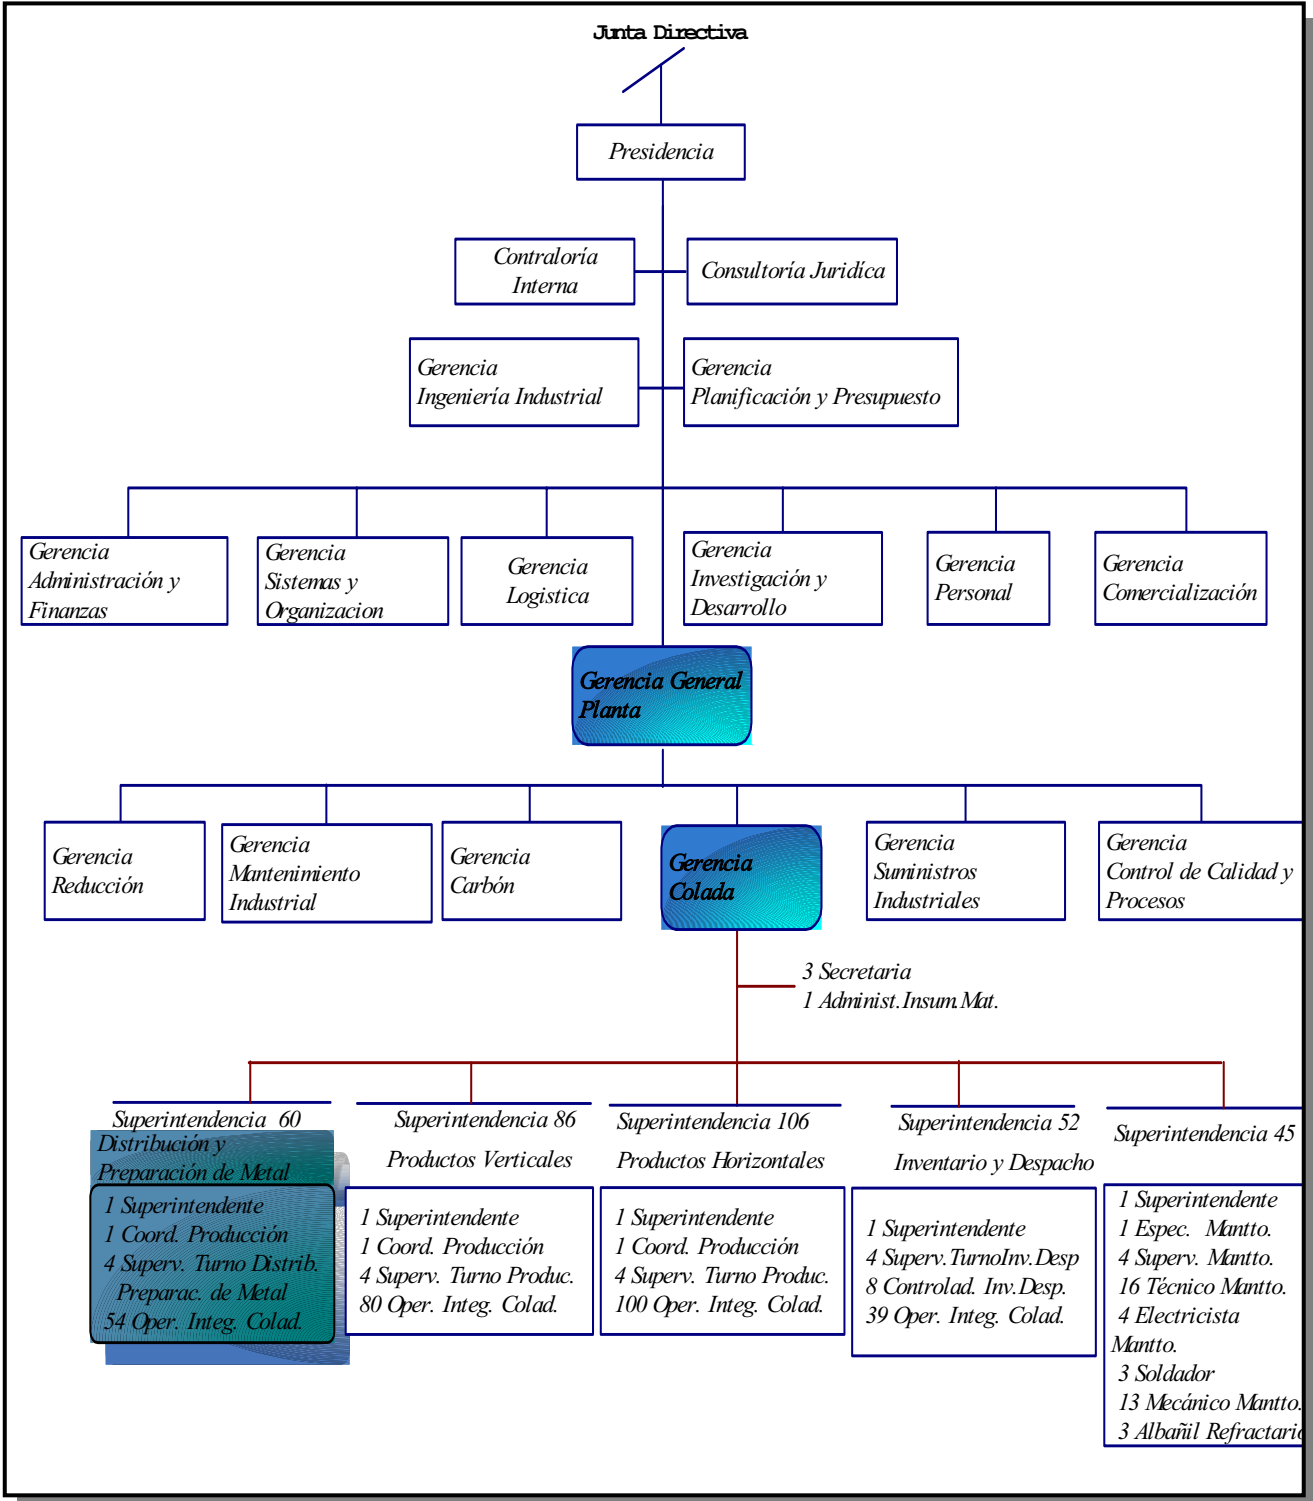 Junta Directiva
Presidencia
Contraloría
Interna
Consultoría Juridíca
Gerencia
Ingeniería Industrial
Gerencia
Planificación y Presupuesto
Gerencia
Administración y
Finanzas
Gerencia
Sistemas y
Organizacion
Gerencia
Logistica
Gerencia
Investigación y
Desarrollo
Gerencia
Personal
Gerencia
Comercialización
Gerencia General
Planta
Gerencia
Reducción
Gerencia
Mantenimiento
Industrial
Gerencia
Carbón
Gerencia
Colada
Gerencia
Suministros
Industriales
Gerencia
Control de Calidad y
Procesos
3 Secretaria
1 Administ.Insum.Mat.
Superintendencia 60
Distribución y
Preparación de Metal
1 Superintendente
1 Coord. Producción
4 Superv. Turno Distrib.
Preparac. de Metal
54 Oper. Integ. Colad.
Superintendencia 86
Productos Verticales
1 Superintendente
1 Coord. Producción
4 Superv. Turno Produc.
80 Oper. Integ. Colad.
Superintendencia 106
Productos Horizontales
1 Superintendente
1 Coord. Producción
4 Superv. Turno Produc.
100 Oper. Integ. Colad.
Superintendencia 52
Inventario y Despacho
1 Superintendente
4 Superv.TurnoInv.Desp
8 Controlad. Inv.Desp.
39 Oper. Integ. Colad.
Superintendencia 45
1 Superintendente
1 Espec. Mantto.
4 Superv. Mantto.
16 Técnico Mantto.
4 Electricista
Mantto.
3 Soldador
13 Mecánico Mantto.
3 Albañil Refractario